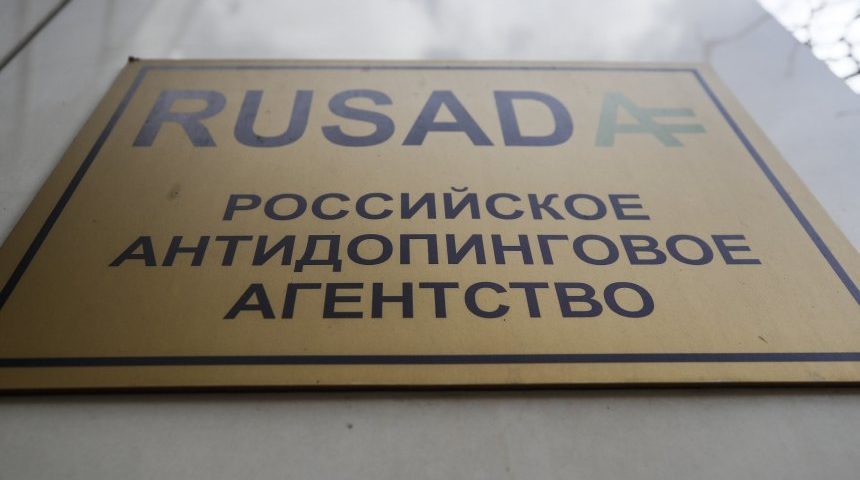 RUSADA
РОССИЙСКОЕ
АНТИДОПИНГОВОЕ
АГЕНТСТВО